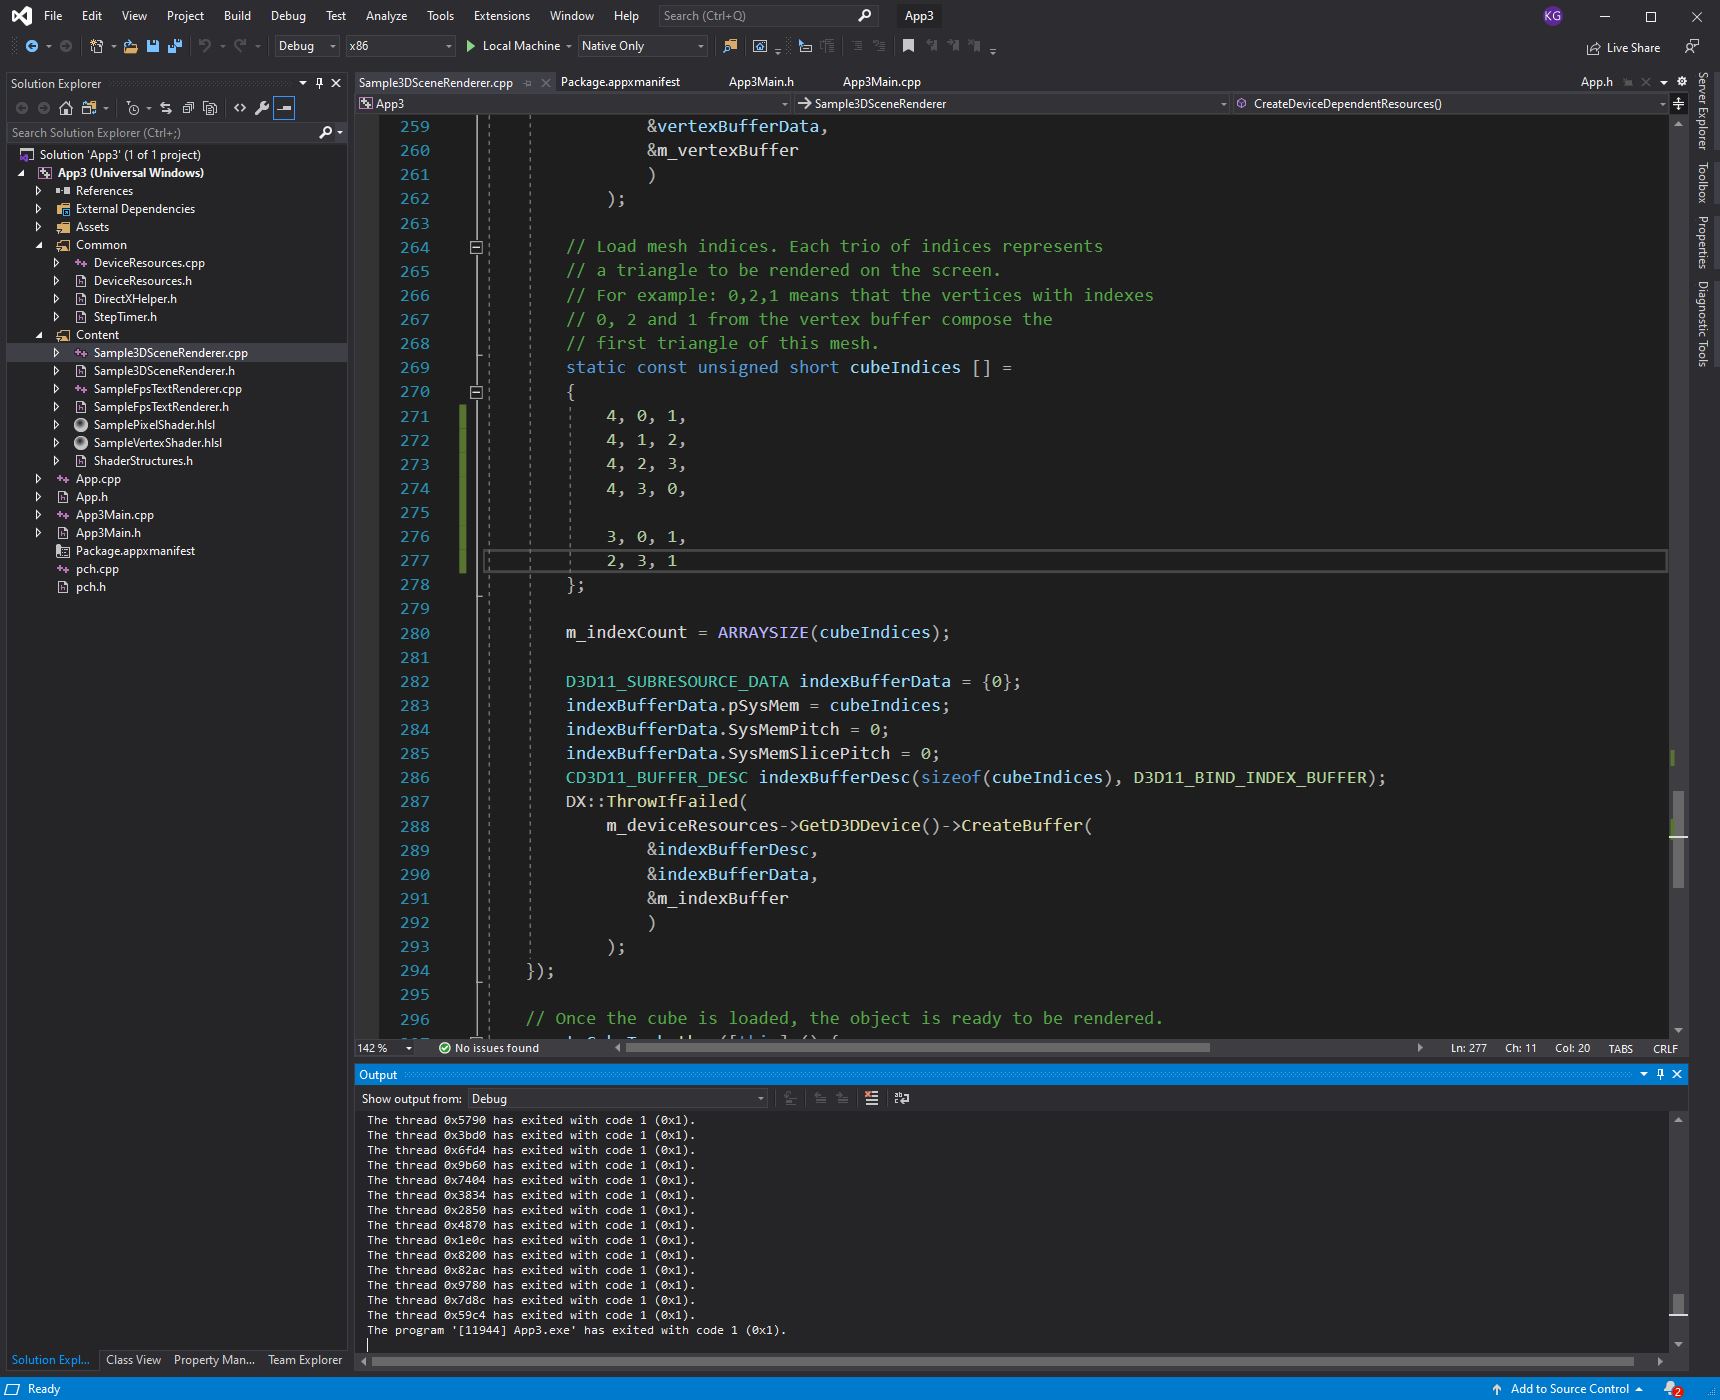 File Edit View Project Build Debug Test Analyze Tools Extensions Window Help Search (Ctrl+Q) App3 KG
Debug x86 Local Machine Native Only Live Share
Solution Explorer
Search Solution Explorer (Ctrl+;)
Solution 'App3' (1 of 1 project)
App3 (Universal Windows)
References
External Dependencies
Assets
Common
DeviceResources.cpp
DeviceResources.h
DirectXHelper.h
StepTimer.h
Content
Sample3DSceneRenderer.cpp
Sample3DSceneRenderer.h
SampleFpsTextRenderer.cpp
SampleFpsTextRenderer.h
SamplePixelShader.hlsl
SampleVertexShader.hlsl
ShaderStructures.h
App.cpp
App.h
App3Main.cpp
App3Main.h
Package.appxmanifest
pch.cpp
pch.h
Solution Expl... Class View Property Man... Team Explorer
Sample3DSceneRenderer.cpp Package.appxmanifest App3Main.h App3Main.cpp App.h
App3 Sample3DSceneRenderer CreateDeviceDependentResources()
259 &vertexBufferData,
260 &m_vertexBuffer
261 )
262 );
263
264 // Load mesh indices. Each trio of indices represents
265 // a triangle to be rendered on the screen.
266 // For example: 0,2,1 means that the vertices with indexes
267 // 0, 2 and 1 from the vertex buffer compose the
268 // first triangle of this mesh.
269 static const unsigned short cubeIndices [] =
270 {
271 4, 0, 1,
272 4, 1, 2,
273 4, 2, 3,
274 4, 3, 0,
275
276 3, 0, 1,
277 2, 3, 1
278 };
279
280 m_indexCount = ARRAYSIZE(cubeIndices);
281
282 D3D11_SUBRESOURCE_DATA indexBufferData = {0};
283 indexBufferData.pSysMem = cubeIndices;
284 indexBufferData.SysMemPitch = 0;
285 indexBufferData.SysMemSlicePitch = 0;
286 CD3D11_BUFFER_DESC indexBufferDesc(sizeof(cubeIndices), D3D11_BIND_INDEX_BUFFER);
287 DX::ThrowIfFailed(
288 m_deviceResources->GetD3DDevice()->CreateBuffer(
289 &indexBufferDesc,
290 &indexBufferData,
291 &m_indexBuffer
292 )
293 );
294 });
295
296 // Once the cube is loaded, the object is ready to be rendered.
142 % No issues found Ln: 277 Ch: 11 Col: 20 TABS CRLF
Output
Show output from: Debug
The thread 0x5790 has exited with code 1 (0x1).
The thread 0x3bd0 has exited with code 1 (0x1).
The thread 0x6fd4 has exited with code 1 (0x1).
The thread 0x9b60 has exited with code 1 (0x1).
The thread 0x7404 has exited with code 1 (0x1).
The thread 0x3834 has exited with code 1 (0x1).
The thread 0x2850 has exited with code 1 (0x1).
The thread 0x4870 has exited with code 1 (0x1).
The thread 0x1e0c has exited with code 1 (0x1).
The thread 0x8200 has exited with code 1 (0x1).
The thread 0x82ac has exited with code 1 (0x1).
The thread 0x9780 has exited with code 1 (0x1).
The thread 0x7d8c has exited with code 1 (0x1).
The thread 0x59c4 has exited with code 1 (0x1).
The program '[11944] App3.exe' has exited with code 1 (0x1).
Server Explorer
Toolbox
Properties
Diagnostic Tools
Ready Add to Source Control 2